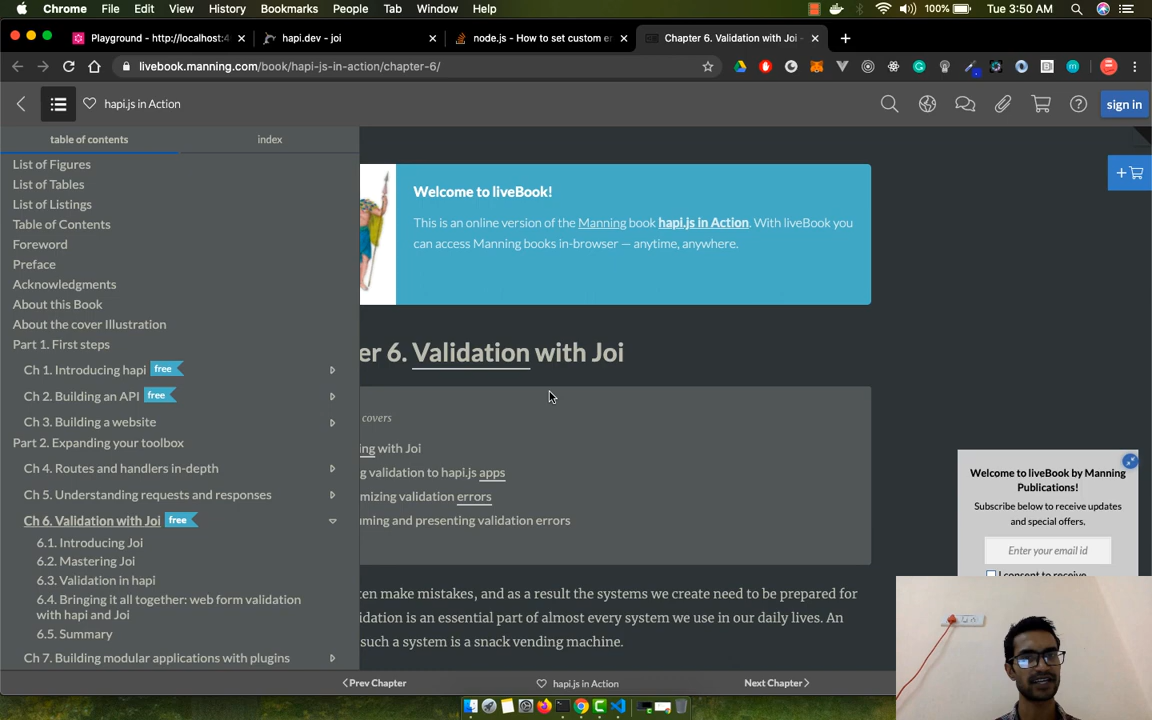 Chrome File Edit View History Bookmarks People Tab Window Help 100% Tue 3:50 AM
Playground - http://localhost:4 × hapi.dev - joi × node.js - How to set custom er × Chapter 6. Validation with Joi - × +
livebook.manning.com/book/hapi-js-in-action/chapter-6/
hapi.js in Action sign in
table of contents index
List of Figures
List of Tables
List of Listings
Table of Contents
Foreword
Preface
Acknowledgments
About this Book
About the cover Illustration
Part 1. First steps
Ch 1. Introducing hapi free
Ch 2. Building an API free
Ch 3. Building a website
Part 2. Expanding your toolbox
Ch 4. Routes and handlers in-depth
Ch 5. Understanding requests and responses
Ch 6. Validation with Joi free
6.1. Introducing Joi
6.2. Mastering Joi
6.3. Validation in hapi
6.4. Bringing it all together: web form validation
with hapi and Joi
6.5. Summary
Ch 7. Building modular applications with plugins
Welcome to liveBook!
This is an online version of the Manning book hapi.js in Action. With liveBook you
can access Manning books in-browser — anytime, anywhere.
er 6. Validation with Joi
covers
ing with Joi
g validation to hapi.js apps
mizing validation errors
uming and presenting validation errors
ten make mistakes, and as a result the systems we create need to be prepared for
idation is an essential part of almost every system we use in our daily lives. An
such a system is a snack vending machine.
Welcome to liveBook by Manning
Publications!
Subscribe below to receive updates
and special offers.
Enter your email id
I consent to receive
Prev Chapter hapi.js in Action Next Chapter